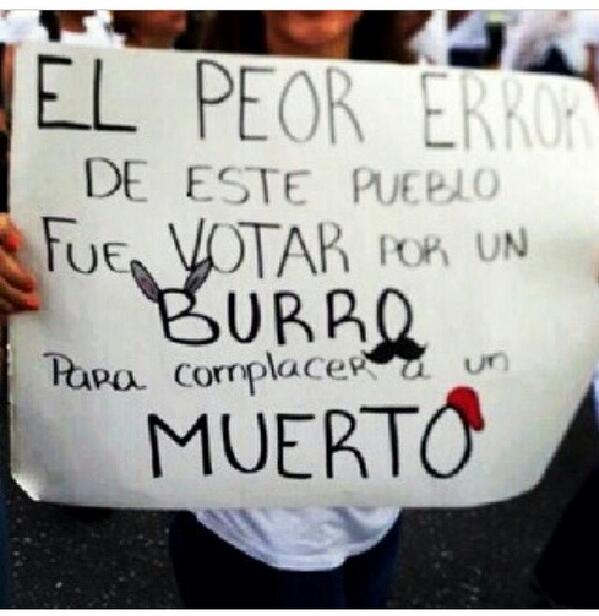 EL PEOR ERROR
DE ESTE PUEBLO
FUE VOTAR POR UN
BURRO
PARA COMPLACER a un
MUERTO